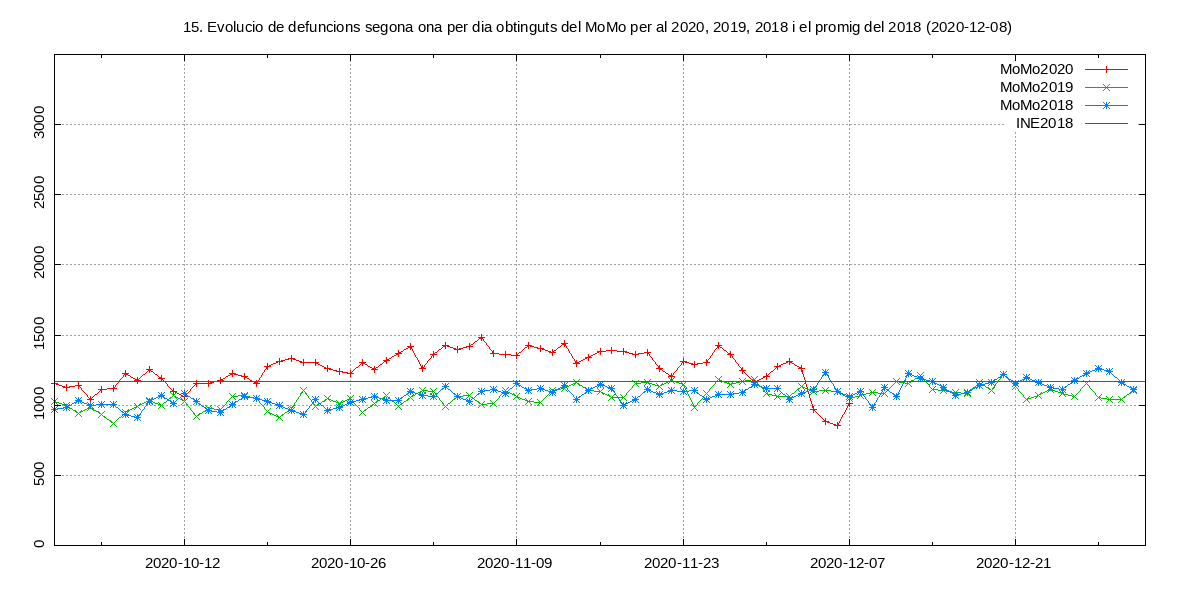 15. Evolucio de defuncions segona ona per dia obtinguts del MoMo per al 2020, 2019, 2018 i el promig del 2018 (2020-12-08)
MoMo2020
MoMo2019
MoMo2018
INE2018
3000
2500
2000
1500
1000
500
0
2020-10-12
2020-10-26
2020-11-09
2020-11-23
2020-12-07
2020-12-21